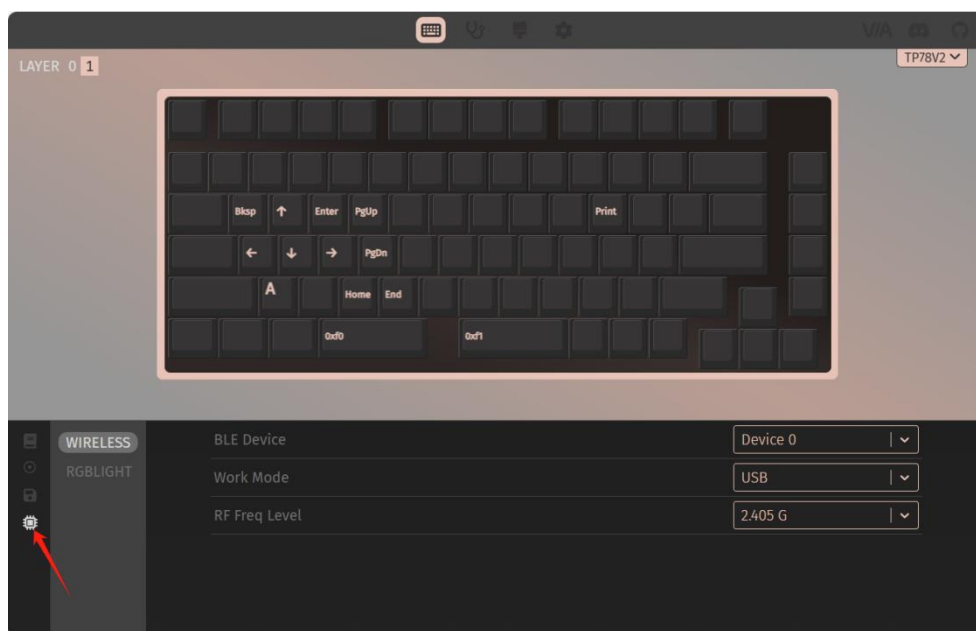 VIA
LAYER 0 1
TP78V2
Bksp ↑ Enter PgUp Print
← ↓ → PgDn
A Home End
0xf0 0xf1
WIRELESS
RGBLIGHT
BLE Device Device 0
Work Mode USB
RF Freq Level 2.405 G